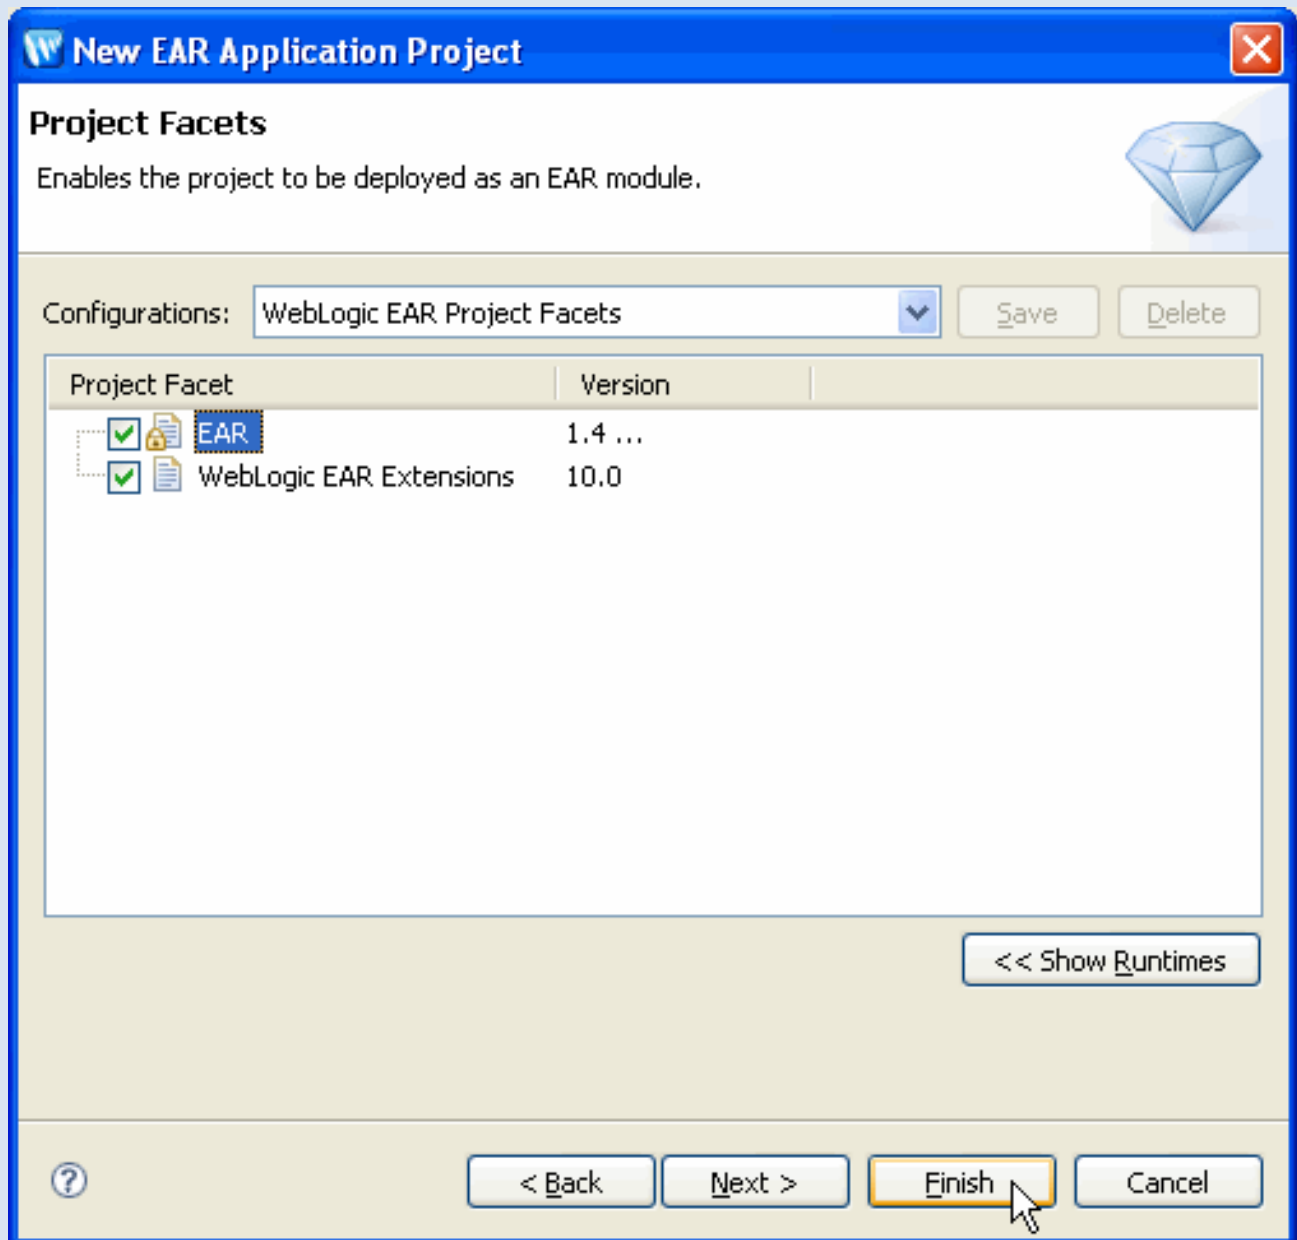 New EAR Application Project
Project Facets
Enables the project to be deployed as an EAR module.
Configurations: WebLogic EAR Project Facets Save Delete
Project Facet Version
EAR 1.4 ...
WebLogic EAR Extensions 10.0
<< Show Runtimes
? < Back Next > Finish Cancel